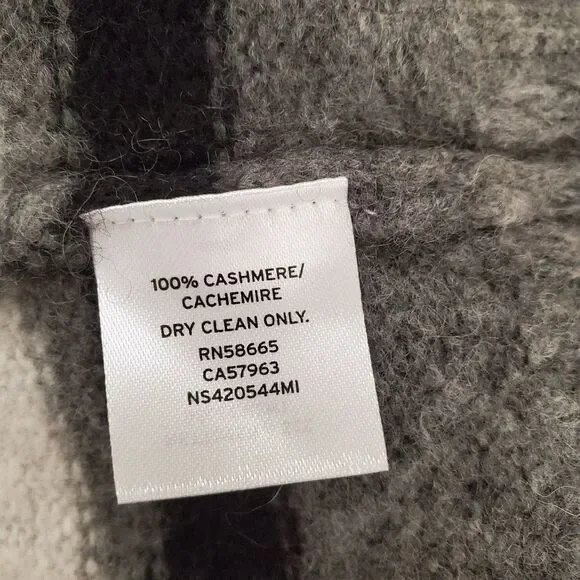 100% CASHMERE/
CACHEMIRE
DRY CLEAN ONLY.
RN58665
CA57963
NS420544MI